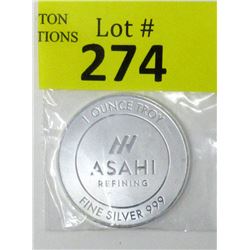 TON
TIONS
Lot #
274
1 OUNCE TROY
ASAHI
REFINING
FINE SILVER 999